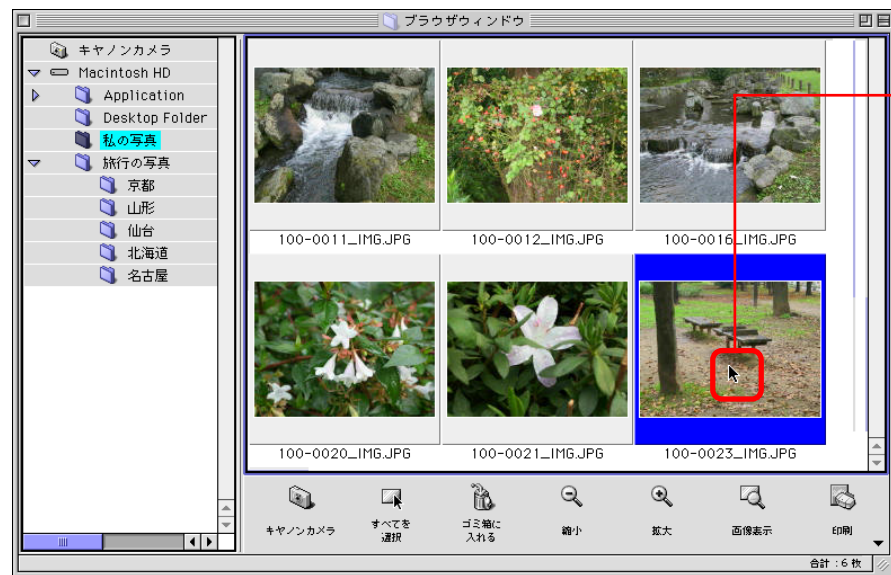 ブラウザウィンドウ
キヤノンカメラ
Macintosh HD
Application
Desktop Folder
私の写真
旅行の写真
京都
山形
仙台
北海道
名古屋
100-0011_IMG.JPG
100-0012_IMG.JPG
100-0016_IMG.JPG
100-0020_IMG.JPG
100-0021_IMG.JPG
100-0023_IMG.JPG
キヤノンカメラ
すべてを
選択
ゴミ箱に
入れる
縮小
拡大
画像表示
印刷
合計：6 枚